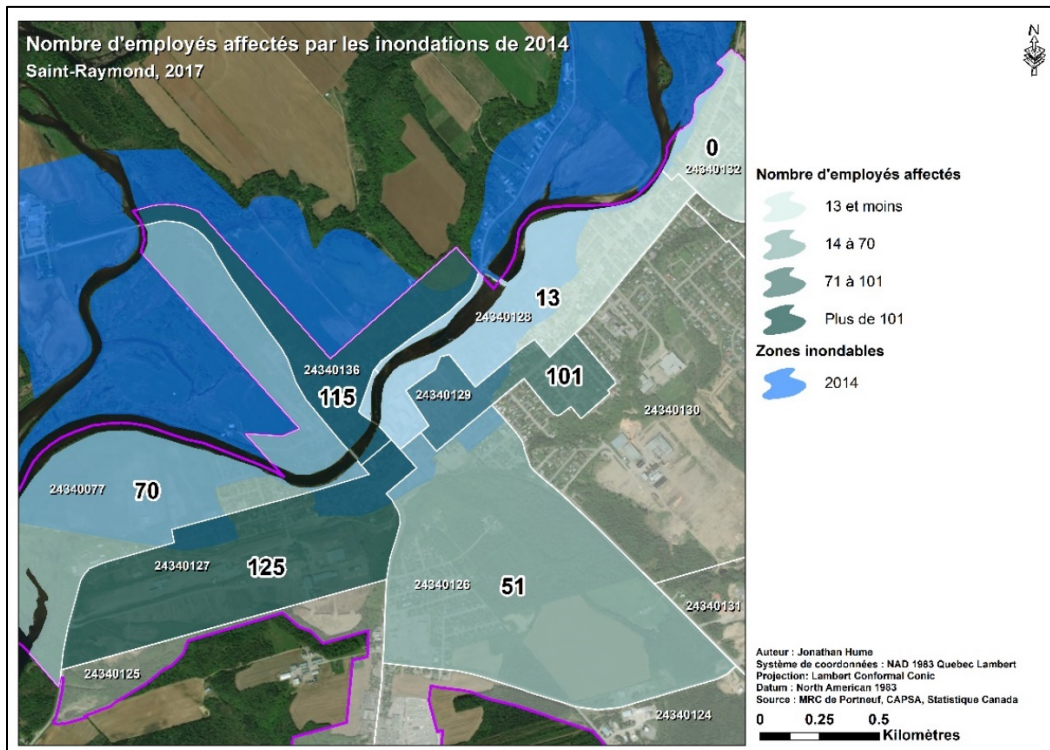 Nombre d'employés affectés par les inondations de 2014
Saint-Raymond, 2017
N
0
24340132
13
24340128
24340136
115
24340129
101
24340130
24340077
70
24340127
125
24340126
51
24340131
24340125
24340124
Nombre d'employés affectés
13 et moins
14 à 70
71 à 101
Plus de 101
Zones inondables
2014
Auteur : Jonathan Hume
Système de coordonnées : NAD 1983 Quebec Lambert
Projection: Lambert Conformal Conic
Datum : North American 1983
Source : MRC de Portneuf, CAPSA, Statistique Canada
0 0.25 0.5
Kilomètres